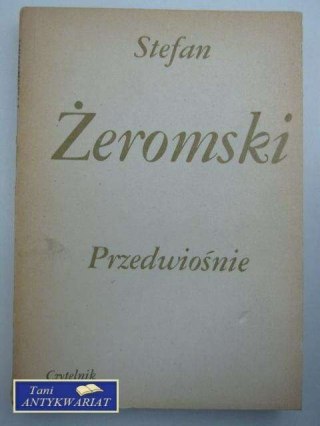 Stefan
Żeromski
Przedwiośnie
Czytelnik
Tani
ANTYKWARIAT